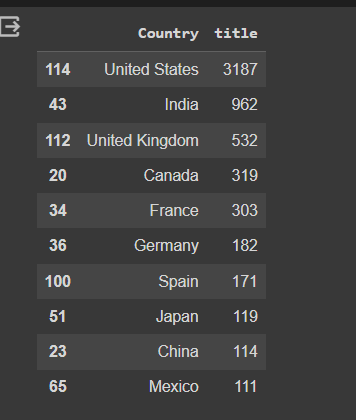 Country title
114 United States 3187
43 India 962
112 United Kingdom 532
20 Canada 319
34 France 303
36 Germany 182
100 Spain 171
51 Japan 119
23 China 114
65 Mexico 111